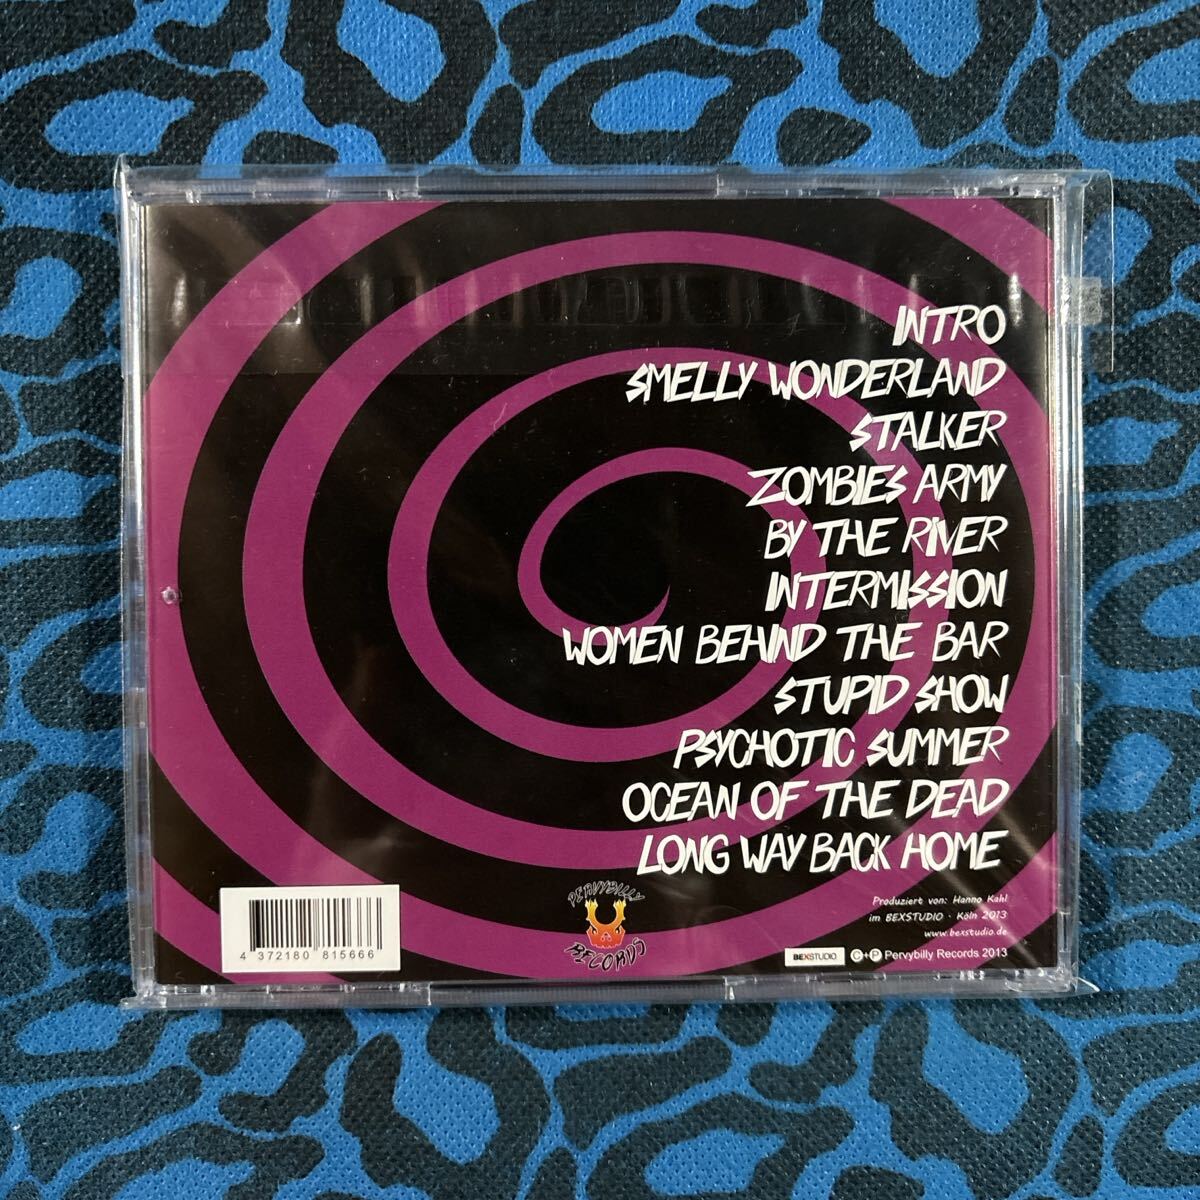 INTRO
SMELLY WONDERLAND
STALKER
ZOMBIES ARMY
BY THE RIVER
INTERMISSION
WOMEN BEHIND THE BAR
STUPID SHOW
PSYCHOTIC SUMMER
OCEAN OF THE DEAD
LONG WAY BACK HOME
PERVYBILLY
RECORDS
Produziert von: Hanno Kahl
im BEXSTUDIO · Köln 2013
www.bexstudio.de
4 372180 815666
BEXSTUDIO
©+℗ Pervybilly Records 2013